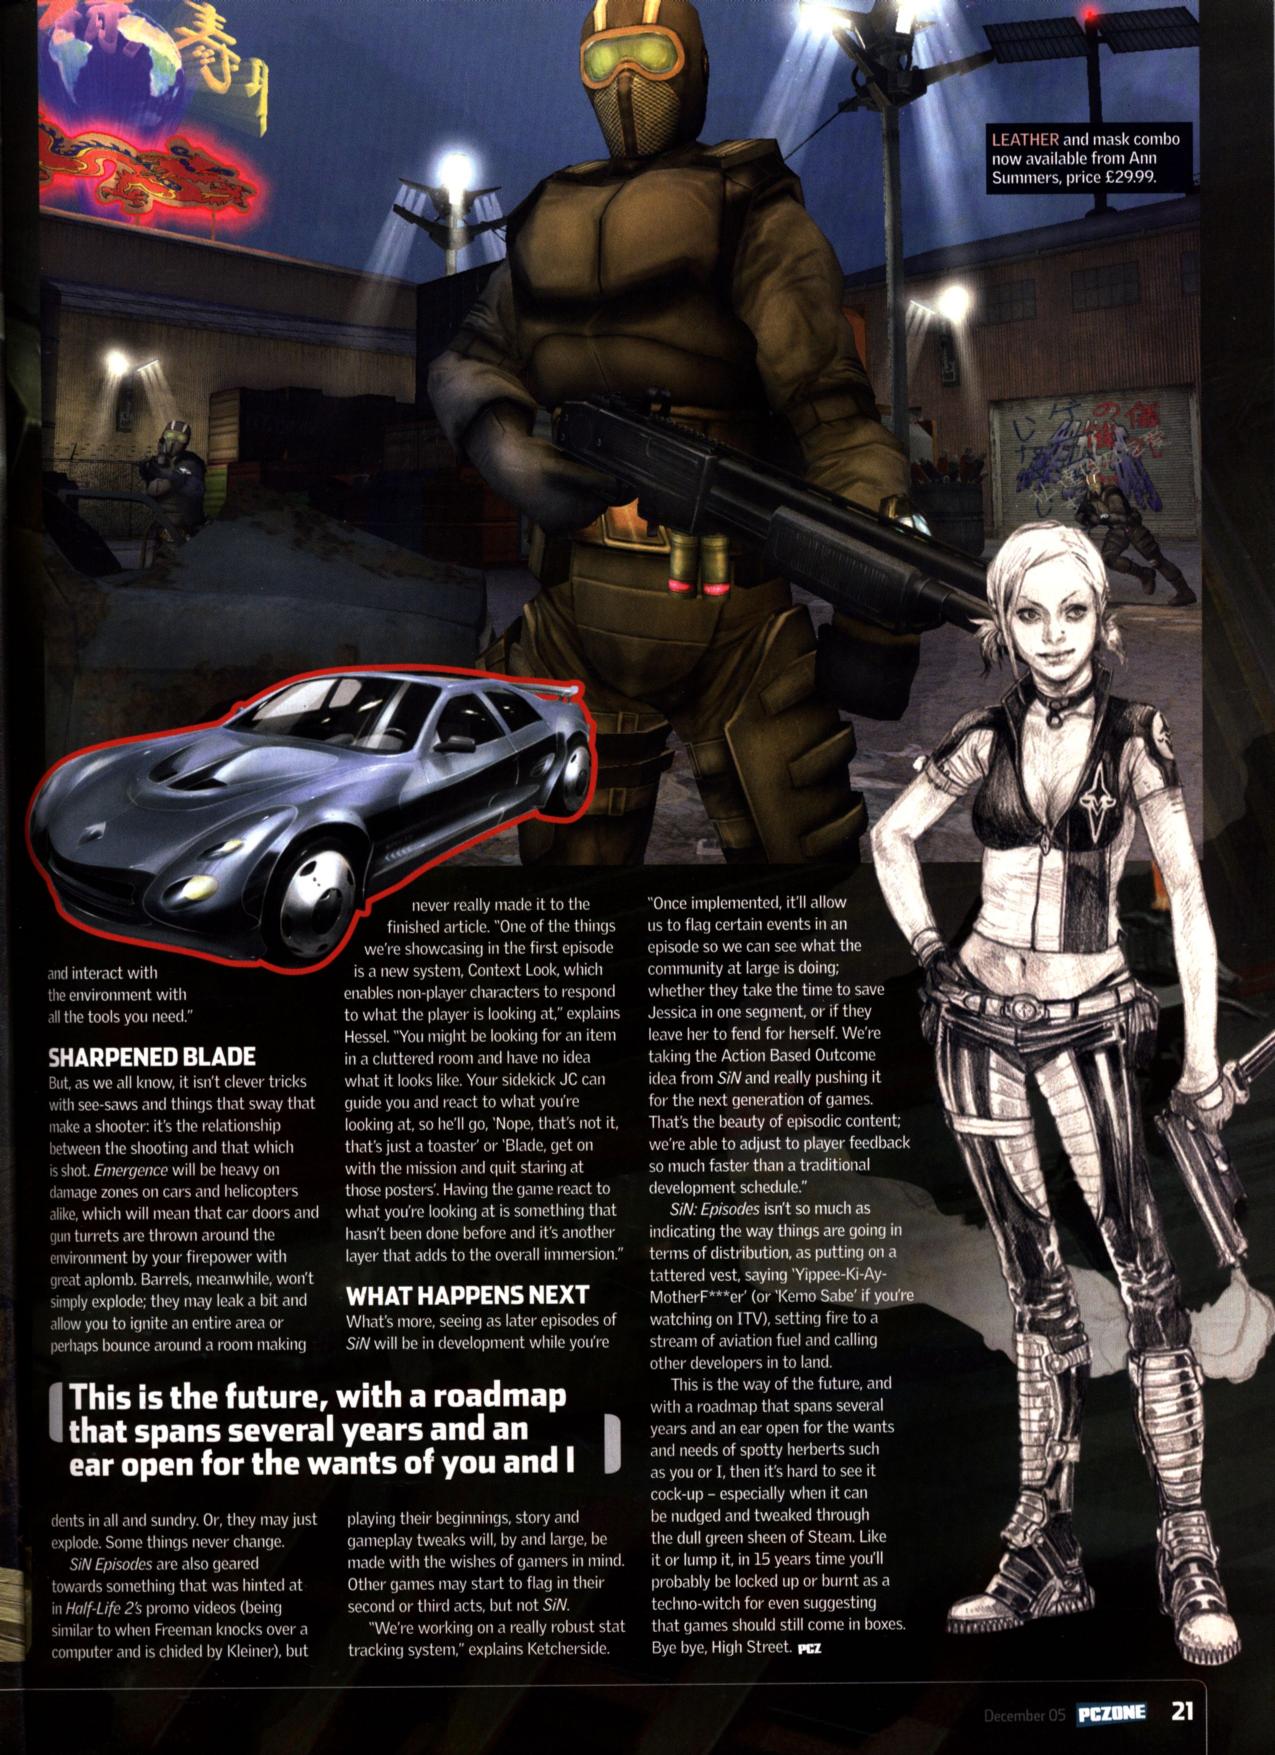 LEATHER and mask combo
now available from Ann
Summers, price £29.99.
and interact with
the environment with
all the tools you need."
SHARPENED BLADE
But, as we all know, it isn't clever tricks
with see-saws and things that sway that
make a shooter: it's the relationship
between the shooting and that which
is shot. Emergence will be heavy on
damage zones on cars and helicopters
alike, which will mean that car doors and
gun turrets are thrown around the
environment by your firepower with
great aplomb. Barrels, meanwhile, won't
simply explode; they may leak a bit and
allow you to ignite an entire area or
perhaps bounce around a room making
This is the future, with a roadmap
that spans several years and an
ear open for the wants of you and I
dents in all and sundry. Or, they may just
explode. Some things never change.
SiN Episodes are also geared
towards something that was hinted at
in Half-Life 2's promo videos (being
similar to when Freeman knocks over a
computer and is chided by Kleiner), but
never really made it to the
finished article. "One of the things
we're showcasing in the first episode
is a new system, Context Look, which
enables non-player characters to respond
to what the player is looking at," explains
Hessel. "You might be looking for an item
in a cluttered room and have no idea
what it looks like. Your sidekick JC can
guide you and react to what you're
looking at, so he'll go, 'Nope, that's not it,
that's just a toaster' or 'Blade, get on
with the mission and quit staring at
those posters'. Having the game react to
what you're looking at is something that
hasn't been done before and it's another
layer that adds to the overall immersion."
WHAT HAPPENS NEXT
What's more, seeing as later episodes of
SiN will be in development while you're
playing their beginnings, story and
gameplay tweaks will, by and large, be
made with the wishes of gamers in mind.
Other games may start to flag in their
second or third acts, but not SiN.
"We're working on a really robust stat
tracking system," explains Ketcherside.
"Once implemented, it'll allow
us to flag certain events in an
episode so we can see what the
community at large is doing;
whether they take the time to save
Jessica in one segment, or if they
leave her to fend for herself. We're
taking the Action Based Outcome
idea from SiN and really pushing it
for the next generation of games.
That's the beauty of episodic content;
we're able to adjust to player feedback
so much faster than a traditional
development schedule."
SiN: Episodes isn't so much as
indicating the way things are going in
terms of distribution, as putting on a
tattered vest, saying 'Yippee-Ki-Ay-
MotherF***er' (or 'Kemo Sabe' if you're
watching on ITV), setting fire to a
stream of aviation fuel and calling
other developers in to land.
This is the way of the future, and
with a roadmap that spans several
years and an ear open for the wants
and needs of spotty herberts such
as you or I, then it's hard to see it
cock-up – especially when it can
be nudged and tweaked through
the dull green sheen of Steam. Like
it or lump it, in 15 years time you'll
probably be locked up or burnt as a
techno-witch for even suggesting
that games should still come in boxes.
Bye bye, High Street. PCZ
December 05 PCZONE 21